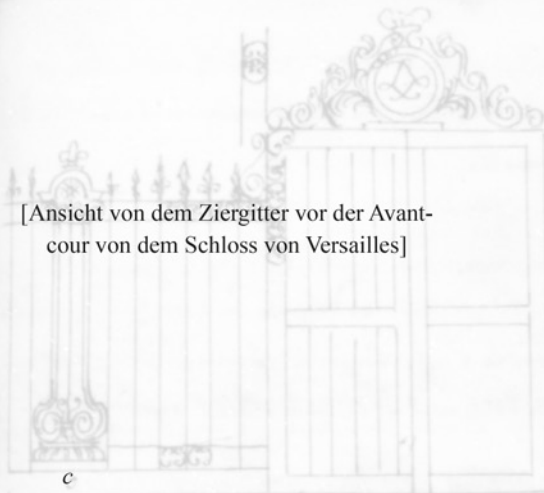 [Ansicht von dem Ziergitter vor der Avant-
cour von dem Schloss von Versailles]
c